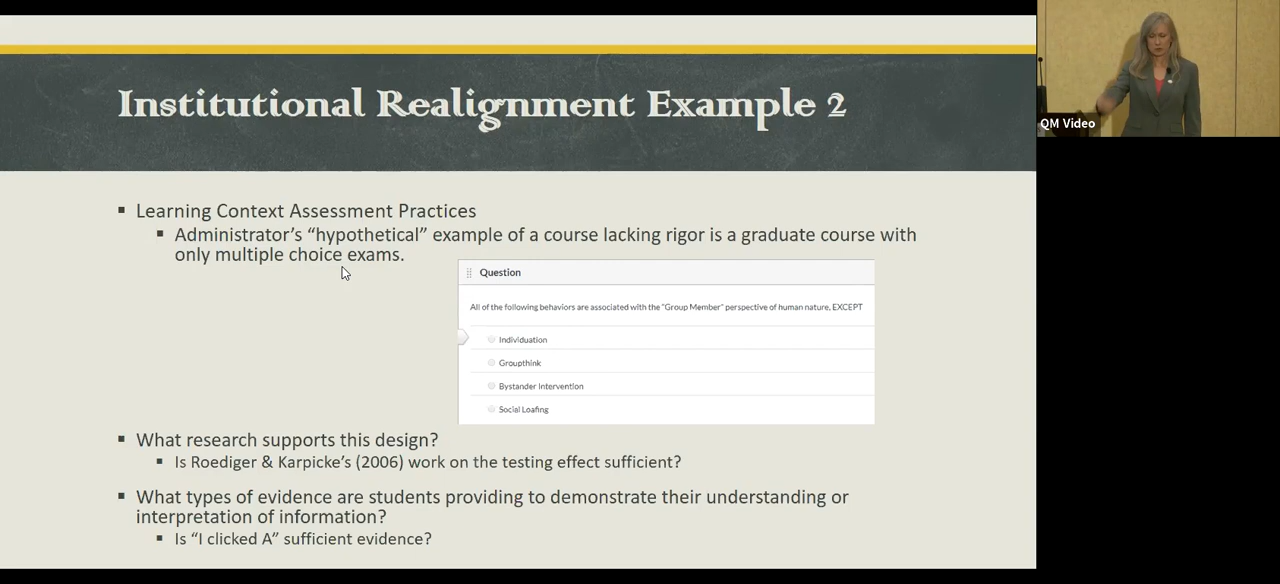 Institutional Realignment Example 2
QM Video
▪ Learning Context Assessment Practices
▪ Administrator's “hypothetical” example of a course lacking rigor is a graduate course with
only multiple choice exams.
Question
All of the following behaviors are associated with the "Group Member" perspective of human nature, EXCEPT
Individuation
Groupthink
Bystander Intervention
Social Loafing
▪ What research supports this design?
▪ Is Roediger & Karpicke's (2006) work on the testing effect sufficient?
▪ What types of evidence are students providing to demonstrate their understanding or
interpretation of information?
▪ Is “I clicked A” sufficient evidence?